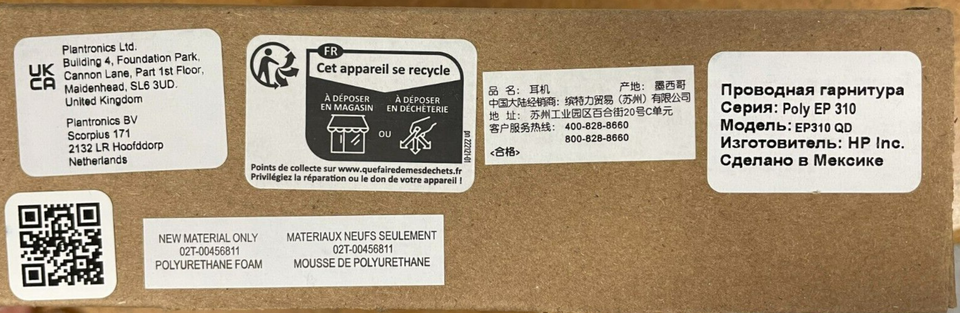 UK
CA
Plantronics Ltd.
Building 4, Foundation Park,
Cannon Lane, Part 1st Floor,
Maidenhead, SL6 3UD.
United Kingdom
Plantronics BV
Scorpius 171
2132 LR Hoofddorp
Netherlands
FR
Cet appareil se recycle
À DÉPOSER
EN MAGASIN
OU
À DÉPOSER
EN DÉCHÈTERIE
pn 222721-01
Points de collecte sur www.quefairedemesdechets.fr
Privilégiez la réparation ou le don de votre appareil !
品 名: 耳机 产地: 墨西哥
中国大陆经销商: 缤特力贸易（苏州）有限公司
地 址: 苏州工业园区百合街20号C单元
客户服务热线: 400-828-8660
800-828-8660
<合格>
Проводная гарнитура
Серия: Poly EP 310
Модель: EP310 QD
Изготовитель: HP Inc.
Сделано в Мексике
NEW MATERIAL ONLY
02T-00456811
POLYURETHANE FOAM
MATERIAUX NEUFS SEULEMENT
02T-00456811
MOUSSE DE POLYURETHANE